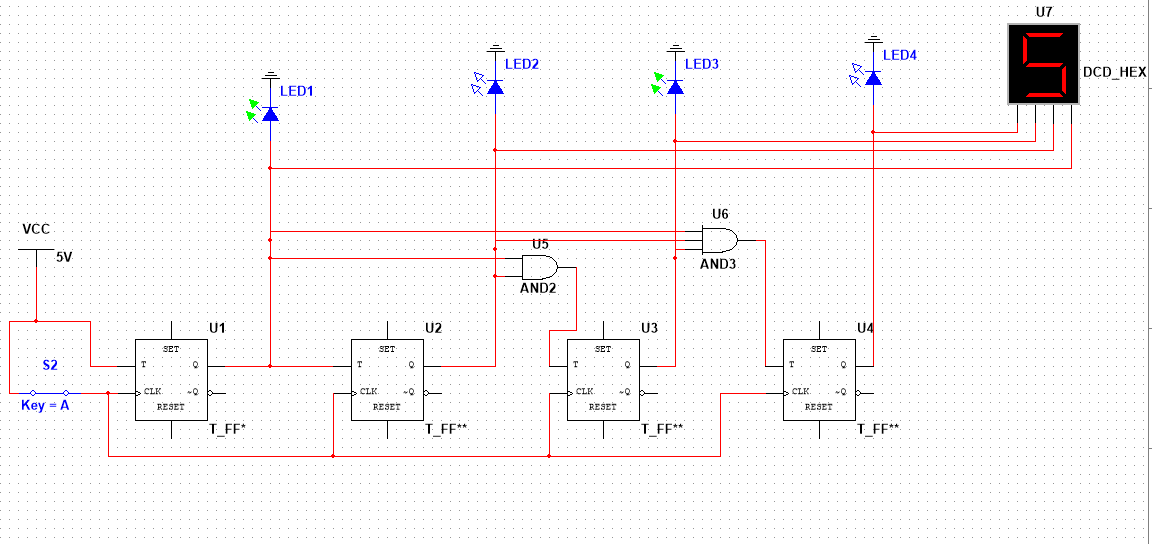 U7
DCD_HEX
5
LED4
LED2
LED3
LED1
U6
AND3
VCC
5V
U5
AND2
S2
Key = A
U1
SET
T Q
CLK ~Q
RESET
T_FF*
U2
SET
T Q
CLK ~Q
RESET
T_FF**
U3
SET
T Q
CLK ~Q
RESET
T_FF**
U4
SET
T Q
CLK ~Q
RESET
T_FF**